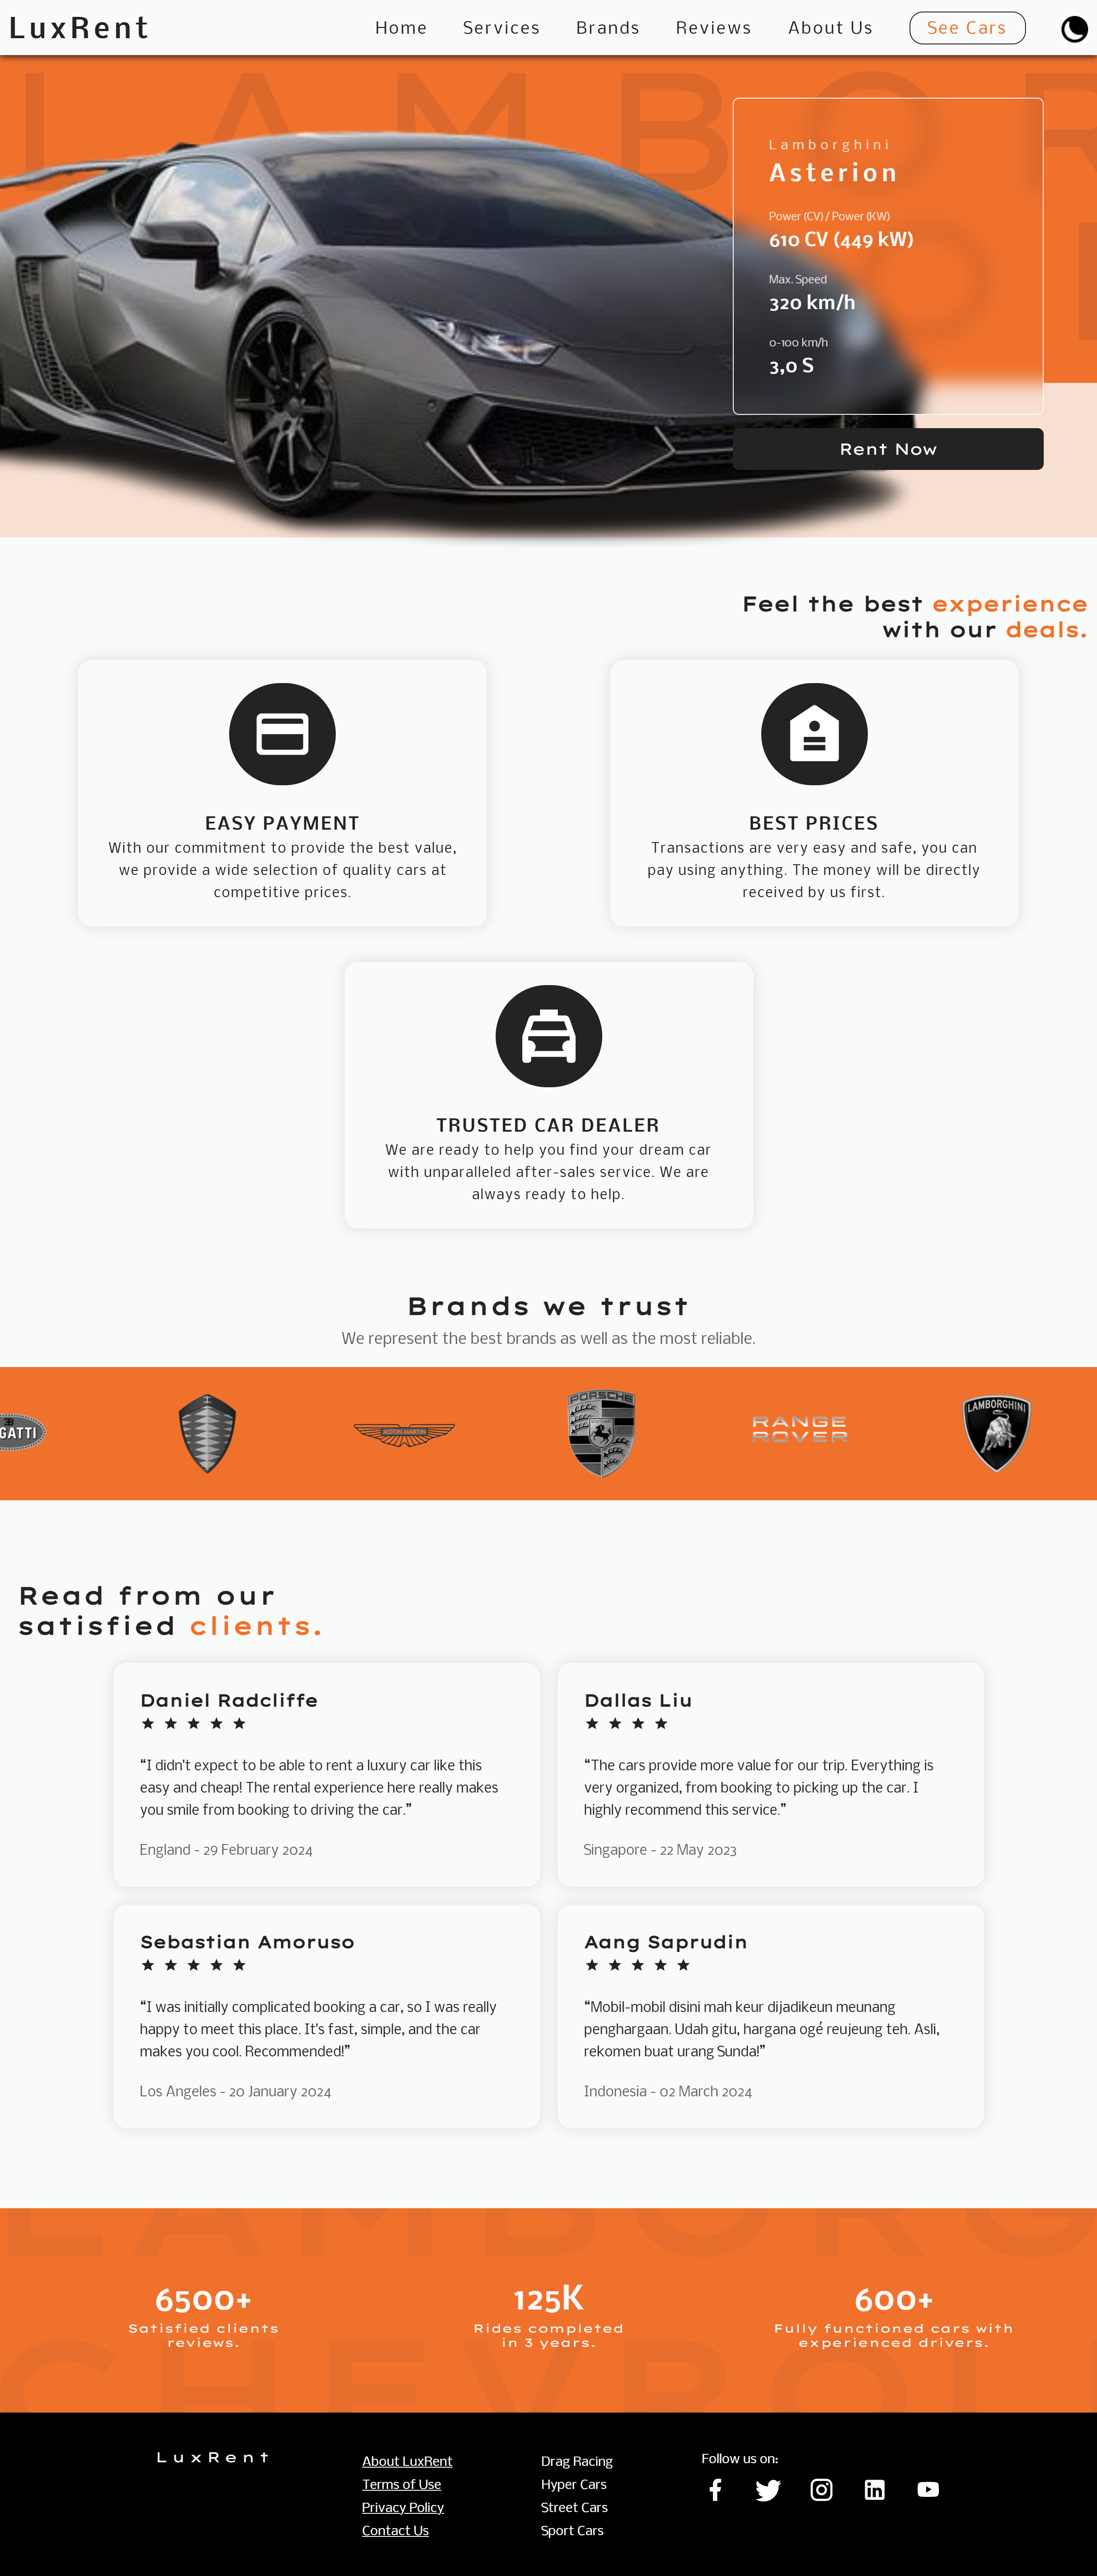 LuxRent
Home
Services
Brands
Reviews
About Us
See Cars
LAMBOR
Lamborghini
Asterion
Power (CV) / Power (KW)
610 CV (449 kW)
Max. Speed
320 km/h
0-100 km/h
3,0 S
Rent Now
Feel the best experience
with our deals.
EASY PAYMENT
With our commitment to provide the best value,
we provide a wide selection of quality cars at
competitive prices.
BEST PRICES
Transactions are very easy and safe, you can
pay using anything. The money will be directly
received by us first.
TRUSTED CAR DEALER
We are ready to help you find your dream car
with unparalleled after-sales service. We are
always ready to help.
Brands we trust
We represent the best brands as well as the most reliable.
GATTI
ASTON MARTIN
PORSCHE
RANGE
ROVER
LAMBORGHINI
Read from our
satisfied clients.
Daniel Radcliffe
★ ★ ★ ★ ★
“I didn't expect to be able to rent a luxury car like this
easy and cheap! The rental experience here really makes
you smile from booking to driving the car.”
England - 29 February 2024
Dallas Liu
★ ★ ★ ★
“The cars provide more value for our trip. Everything is
very organized, from booking to picking up the car. I
highly recommend this service.”
Singapore - 22 May 2023
Sebastian Amoruso
★ ★ ★ ★ ★
“I was initially complicated booking a car, so I was really
happy to meet this place. It’s fast, simple, and the car
makes you cool. Recommended!”
Los Angeles - 20 January 2024
Aang Saprudin
★ ★ ★ ★ ★
“Mobil-mobil disini mah keur dijadikeun meunang
penghargaan. Udah gitu, hargana ogé reujeung teh. Asli,
rekomen buat urang Sunda!”
Indonesia - 02 March 2024
LAMBORG
6500+
Satisfied clients
reviews.
125K
Rides completed
in 3 years.
600+
Fully functioned cars with
experienced drivers.
CHEVROL
LuxRent
About LuxRent
Terms of Use
Privacy Policy
Contact Us
Drag Racing
Hyper Cars
Street Cars
Sport Cars
Follow us on: